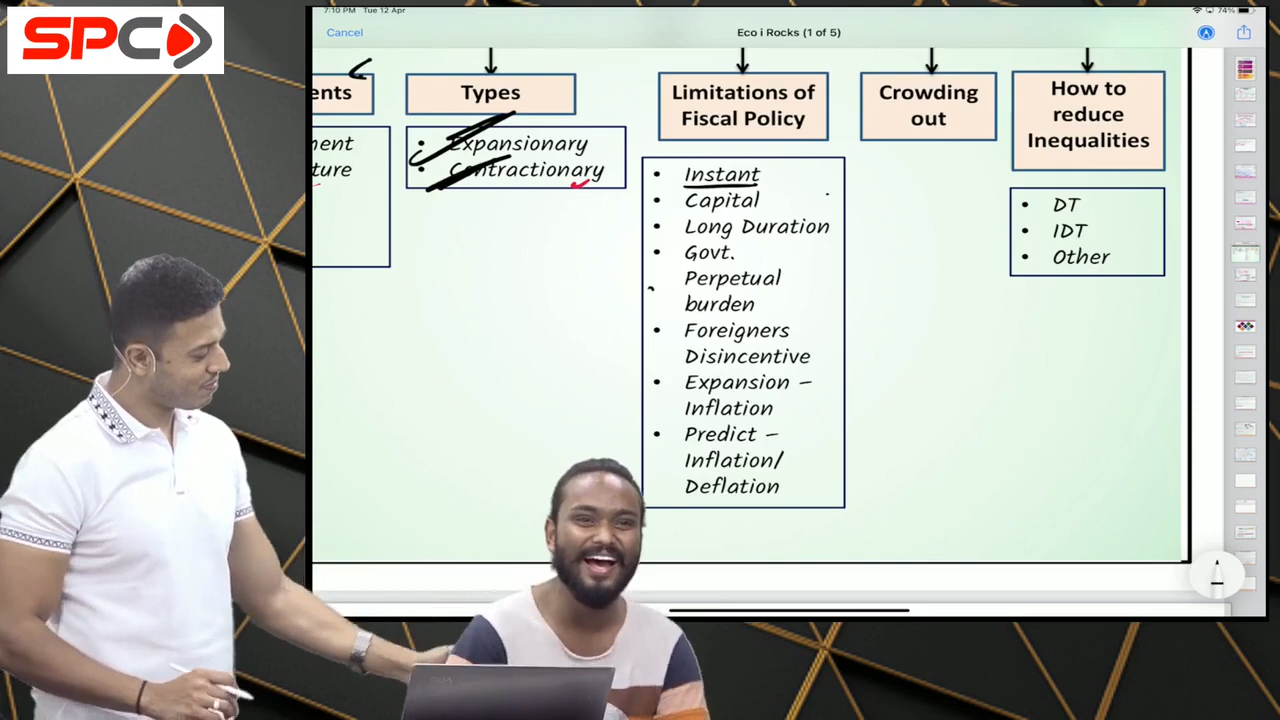 SPC
7:10 PM Tue 12 Apr
74%
Cancel
Eco i Rocks (1 of 5)
ents
Types
Limitations of
Fiscal Policy
Crowding
out
How to
reduce
Inequalities
ment
ture
• Expansionary
• Contractionary
• Instant
• Capital
• Long Duration
• Govt.
Perpetual
burden
• Foreigners
Disincentive
• Expansion –
Inflation
• Predict –
Inflation/
Deflation
• DT
• IDT
• Other